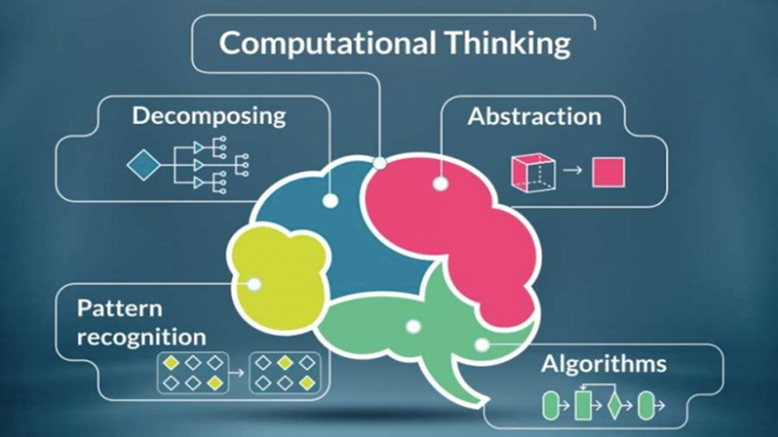 Computational Thinking
Decomposing
Abstraction
Pattern
recognition
Algorithms